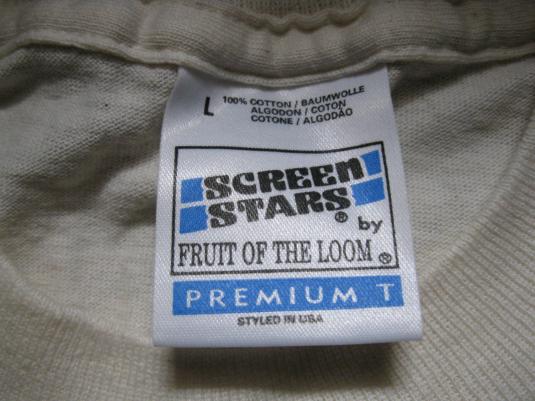 L 100% COTTON / BAUMWOLLE
ALGODON / COTON
COTONE / ALGODÃO
SCREEN
STARS®
by
FRUIT OF THE LOOM®
PREMIUM T
STYLED IN USA